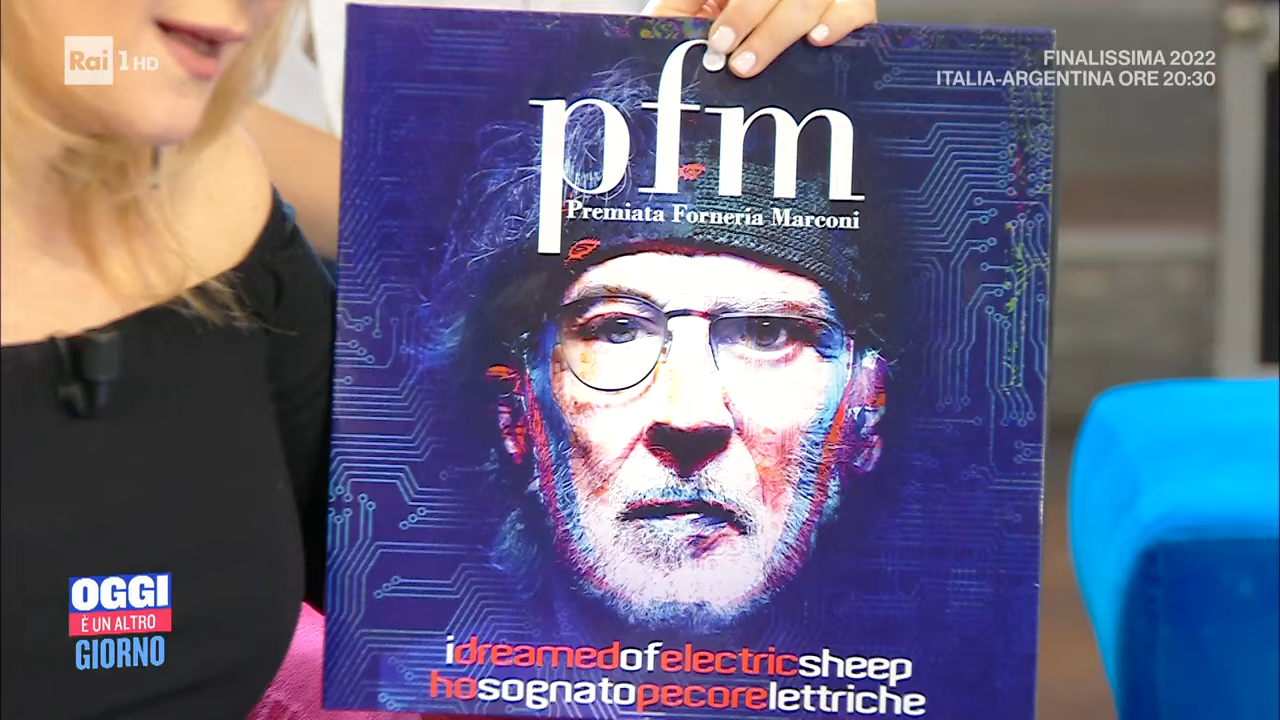 Rai 1 HD
FINALISSIMA 2022
ITALIA-ARGENTINA ORE 20:30
pfm
Premiata Forneria Marconi
OGGI
È UN ALTRO
GIORNO
idreamedofelectricsheep
hosognatopecorelettriche